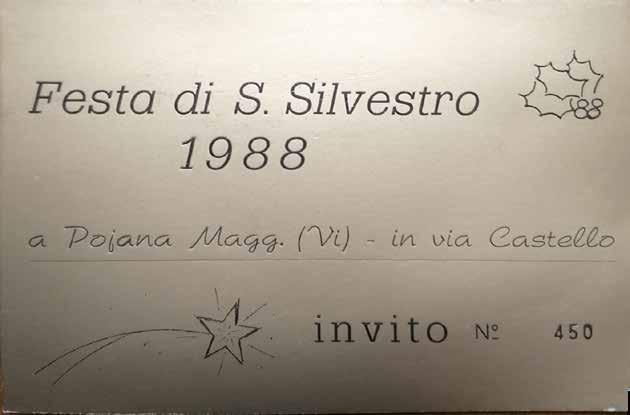 Festa di S. Silvestro
1988
'88
a Pojana Magg. (Vi) - in via Castello
invito Nº 450